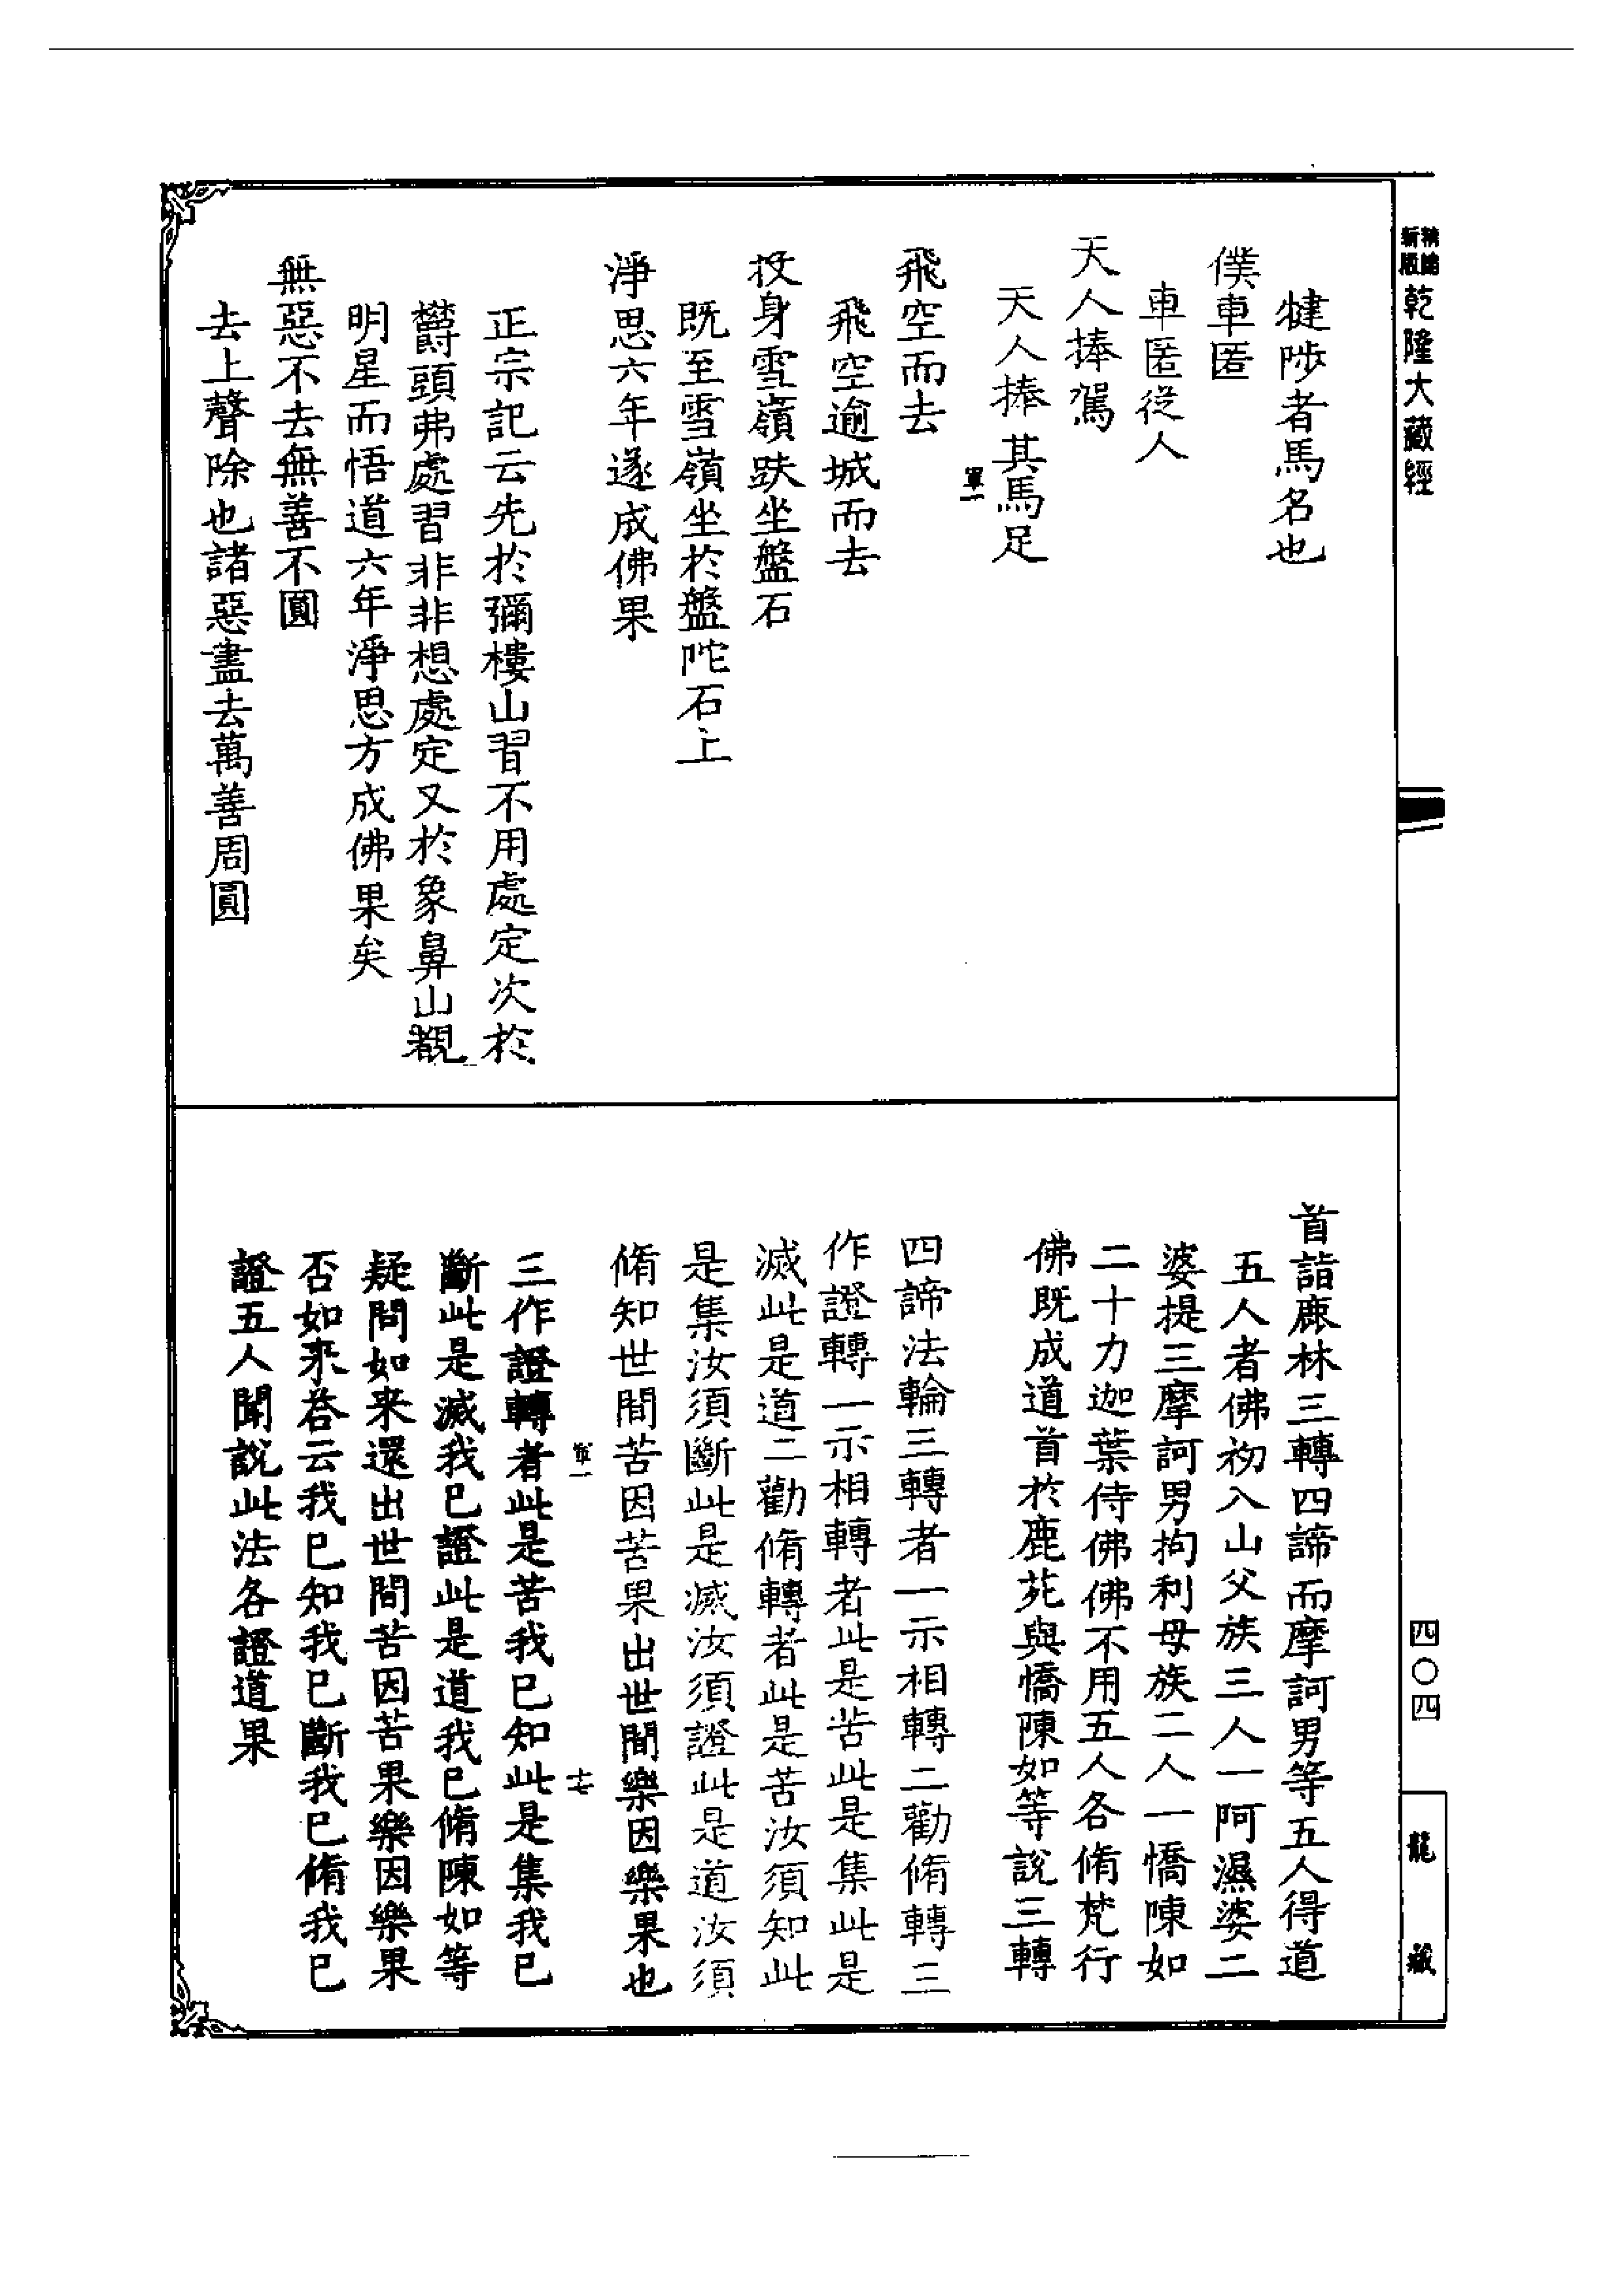 乾隆大藏經
犍陟者馬名也
僕車匿
車匿從人
天人捧駕
天人捧其馬足
軍一
飛空而去
飛空逾城而去
投身雪嶺趺坐盤石
既至雪嶺坐於盤陀石上
淨思六年遂成佛果
正宗記云先於彌樓山習不用處定次於
欝頭弗處習非非想處定又於象鼻山覩
明星而悟道六年淨思方成佛果矣
無惡不去無善不圓
去上聲除也諸惡盡去萬善周圓
四〇四
龍藏
首詣鹿林三轉四諦而摩訶男等五人得道
五人者佛初入山父族三人一阿濕婆二
婆提三摩訶男拘利母族二人一憍陳如
二十力迦葉侍佛佛不用五人各脩梵行
佛既成道首於鹿苑與憍陳如等說三轉
四諦法輪三轉者一示相轉二勸脩轉三
作證轉一示相轉者此是苦此是集此是
滅此是道二勸脩轉者此是苦汝須知此
是集汝須斷此是滅汝須證此是道汝須
脩知世間苦因苦果出世間樂因樂果也
軍一 十七
三作證轉者此是苦我已知此是集我已
斷此是滅我已證此是道我已脩陳如等
疑問如来還出世間苦因苦果樂因樂果
否如来荅云我已知我已斷我已脩我已
證五人聞說此法各證道果